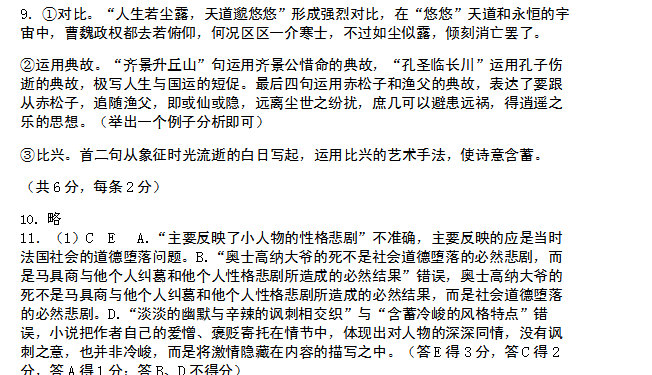 9. ①对比。“人生若尘露，天道邈悠悠”形成强烈对比，在“悠悠”天道和永恒的宇
宙中，曹魏政权都去若俯仰，何况区区一介寒士，不过如尘似露，倾刻消亡罢了。
②运用典故。“齐景升丘山”句运用齐景公惜命的典故，“孔圣临长川”运用孔子伤
逝的典故，极写人生与国运的短促。最后四句运用赤松子和渔父的典故，表达了要跟
从赤松子，追随渔父，即或仙或隐，远离尘世之纷扰，庶几可以避患远祸，得逍遥之
乐的思想。（举出一个例子分析即可）
③比兴。首二句从象征时光流逝的白日写起，运用比兴的艺术手法，使诗意含蓄。
（共6分，每条2分）
10. 略
11. （1）C E A.“主要反映了小人物的性格悲剧”不准确，主要反映的应是当时
法国社会的道德堕落问题。B.“奥士高纳大爷的死不是社会道德堕落的必然悲剧，而
是马具商与他个人纠葛和他个人性格悲剧所造成的必然结果”错误，奥士高纳大爷的
死不是马具商与他个人纠葛和他个人性格悲剧所造成的必然结果，而是社会道德堕落
的必然悲剧。D.“淡淡的幽默与辛辣的讽刺相交织”与“含蓄冷峻的风格特点”错
误，小说把作者自己的爱憎、褒贬寄托在情节中，体现出对人物的深深同情，没有讽
刺之意，也并非冷峻，而是将激情隐藏在内容的描写之中。（答E得3分，答C得2
分，答A得1分；答B、D不得分）